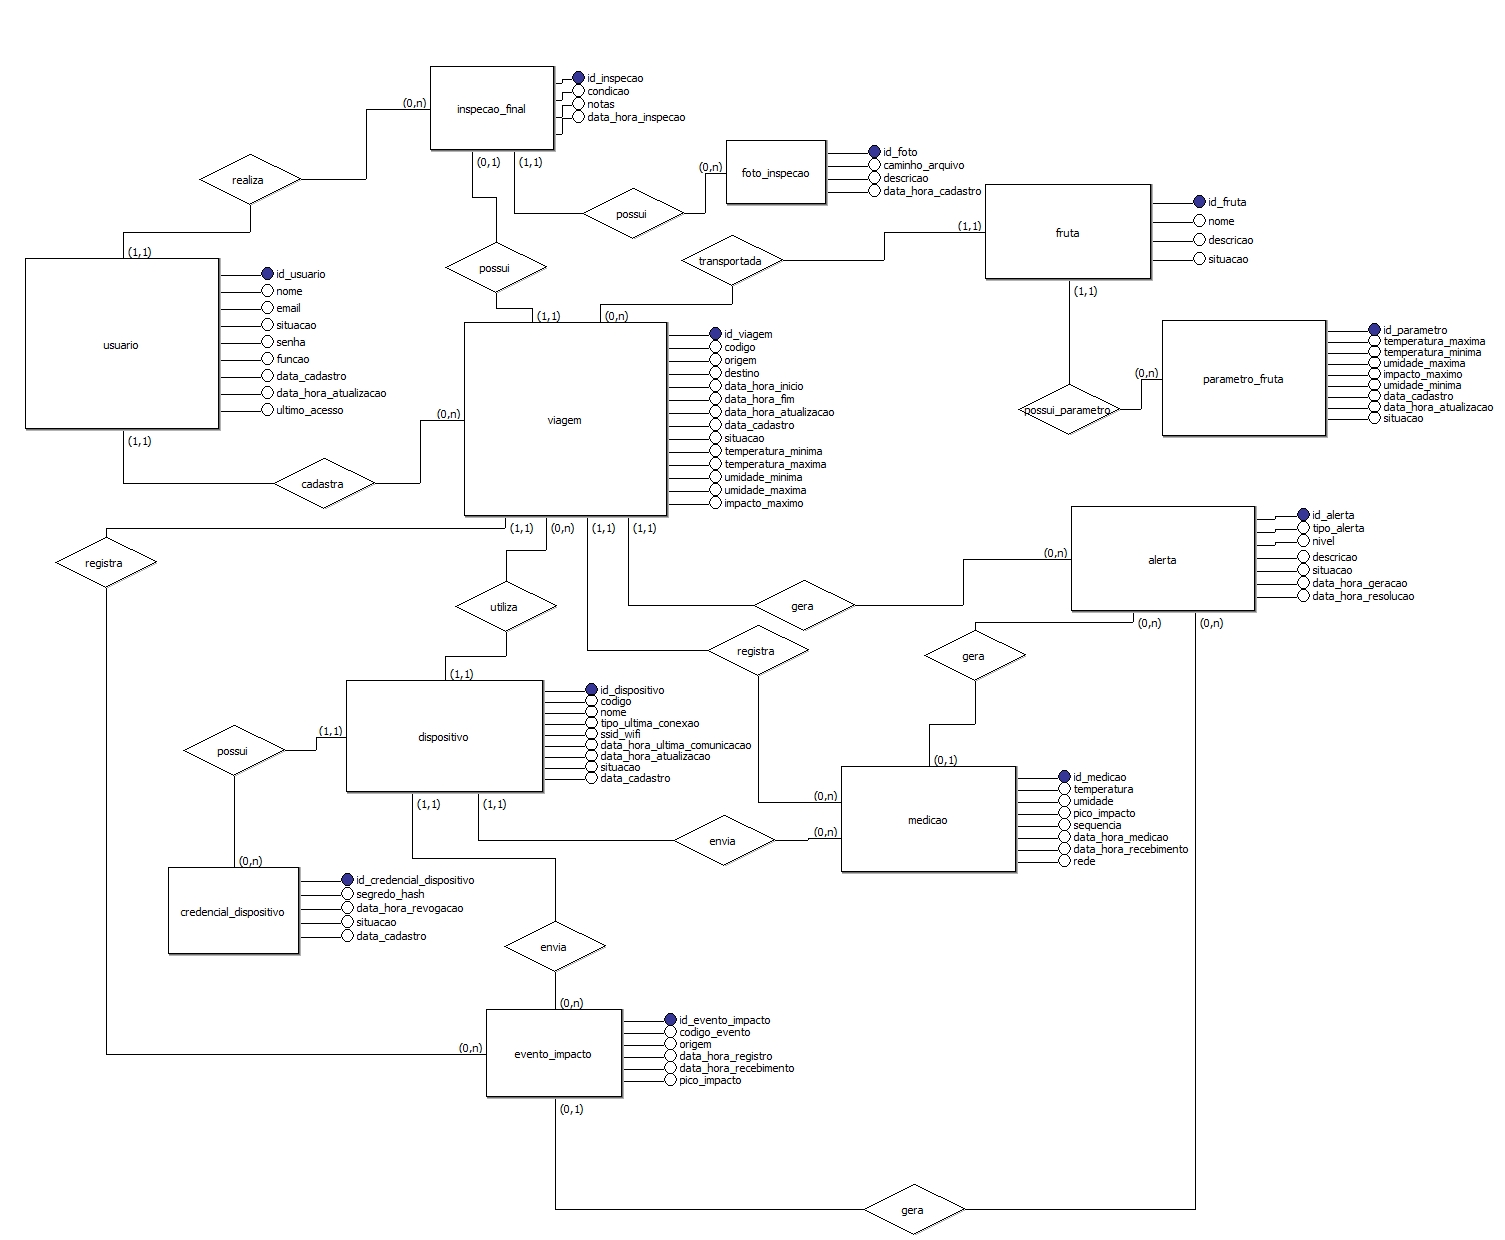 inspecao_final
id_inspecao
condicao
notas
data_hora_inspecao
(0,n)
(0,1)
(1,1)
realiza
possui
(0,n)
foto_inspecao
id_foto
caminho_arquivo
descricao
data_hora_cadastro
possui
transportada
(1,1)
fruta
id_fruta
nome
descricao
situacao
(1,1)
(1,1)
usuario
id_usuario
nome
email
situacao
senha
funcao
data_cadastro
data_hora_atualizacao
ultimo_acesso
(1,1)
cadastra
(0,n)
(1,1)
(0,n)
viagem
id_viagem
codigo
origem
destino
data_hora_inicio
data_hora_fim
data_hora_atualizacao
data_cadastro
situacao
temperatura_minima
temperatura_maxima
umidade_minima
umidade_maxima
impacto_maximo
possui_parametro
(0,n)
parametro_fruta
id_parametro
temperatura_maxima
temperatura_minima
umidade_maxima
impacto_maximo
umidade_minima
data_cadastro
data_hora_atualizacao
situacao
(1,1)
(0,n)
(1,1)
(1,1)
registra
utiliza
gera
registra
(0,n)
alerta
id_alerta
tipo_alerta
nivel
descricao
situacao
data_hora_geracao
data_hora_resolucao
(0,n)
(0,n)
gera
(1,1)
dispositivo
id_dispositivo
codigo
nome
tipo_ultima_conexao
ssid_wifi
data_hora_ultima_comunicacao
data_hora_atualizacao
situacao
data_cadastro
(1,1)
possui
(1,1)
(1,1)
envia
(0,n)
(0,n)
(0,1)
medicao
id_medicao
temperatura
umidade
pico_impacto
sequencia
data_hora_medicao
data_hora_recebimento
rede
(0,n)
credencial_dispositivo
id_credencial_dispositivo
segredo_hash
data_hora_revogacao
situacao
data_cadastro
envia
(0,n)
(0,n)
evento_impacto
id_evento_impacto
codigo_evento
origem
data_hora_registro
data_hora_recebimento
pico_impacto
(0,1)
gera